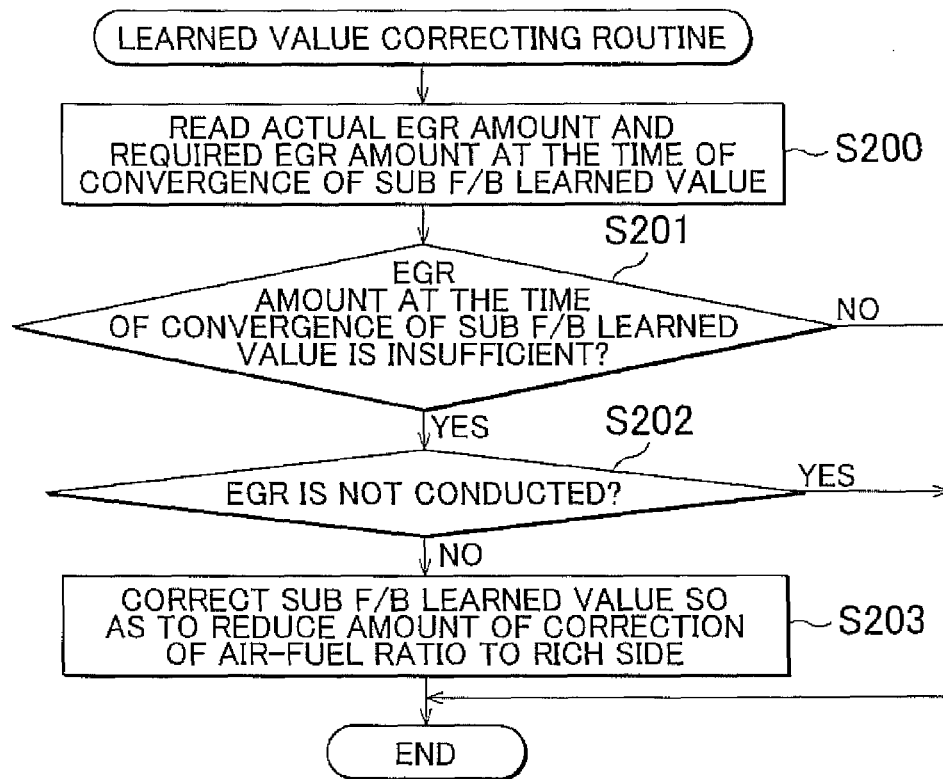 LEARNED VALUE CORRECTING ROUTINE
READ ACTUAL EGR AMOUNT AND
REQUIRED EGR AMOUNT AT THE TIME OF
CONVERGENCE OF SUB F/B LEARNED VALUE
S200
S201
EGR
AMOUNT AT THE TIME
OF CONVERGENCE OF SUB F/B LEARNED
VALUE IS INSUFFICIENT?
NO
YES
S202
EGR IS NOT CONDUCTED?
YES
NO
CORRECT SUB F/B LEARNED VALUE SO
AS TO REDUCE AMOUNT OF CORRECTION
OF AIR-FUEL RATIO TO RICH SIDE
S203
END